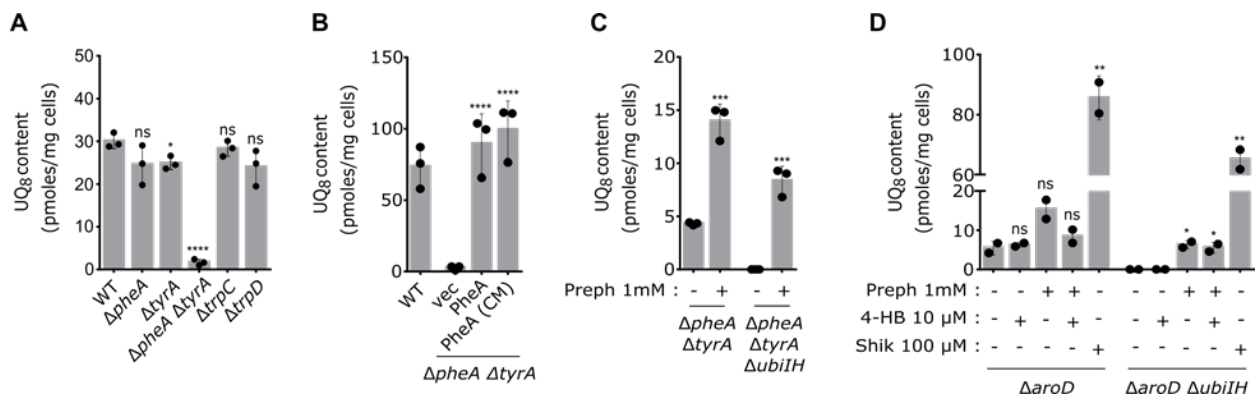 A
UQ8 content
(pmoles/mg cells)
50
40
30
20
10
0
ns
*
****
ns
ns
WT
ΔpheA
ΔtyrA
ΔpheA ΔtyrA
ΔtrpC
ΔtrpD
B
UQ8 content
(pmoles/mg cells)
150
100
50
0
****
****
WT
vec
PheA
PheA (CM)
ΔpheA ΔtyrA
C
UQ8 content
(pmoles/mg cells)
20
15
10
5
0
***
***
Preph 1mM : - + - +
ΔpheA
ΔtyrA
ΔpheA
ΔtyrA
ΔubiIH
D
UQ8 content
(pmoles/mg cells)
100
80
60
20
10
0
ns
ns
ns
**
*
*
**
Preph 1mM : - - + + - - - + + -
4-HB 10 µM : - + - + - - + - + -
Shik 100 µM : - - - - + - - - - +
ΔaroD
ΔaroD ΔubiIH